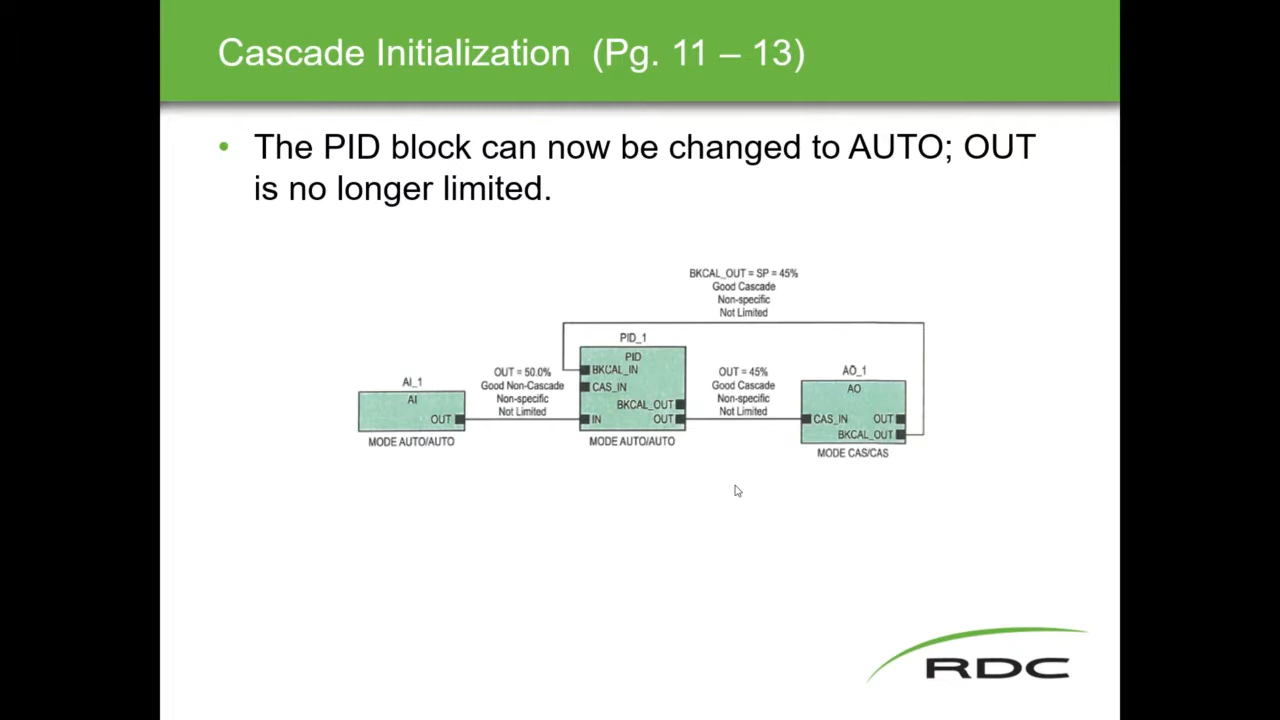 Cascade Initialization (Pg. 11 – 13)
• The PID block can now be changed to AUTO; OUT
is no longer limited.
BKCAL_OUT = SP = 45%
Good Cascade
Non-specific
Not Limited
AI_1
AI
OUT
MODE AUTO/AUTO
OUT = 50.0%
Good Non-Cascade
Non-specific
Not Limited
PID_1
PID
BKCAL_IN
CAS_IN
BKCAL_OUT
IN OUT
MODE AUTO/AUTO
OUT = 45%
Good Cascade
Non-specific
Not Limited
AO_1
AO
CAS_IN OUT
BKCAL_OUT
MODE CAS/CAS
RDC